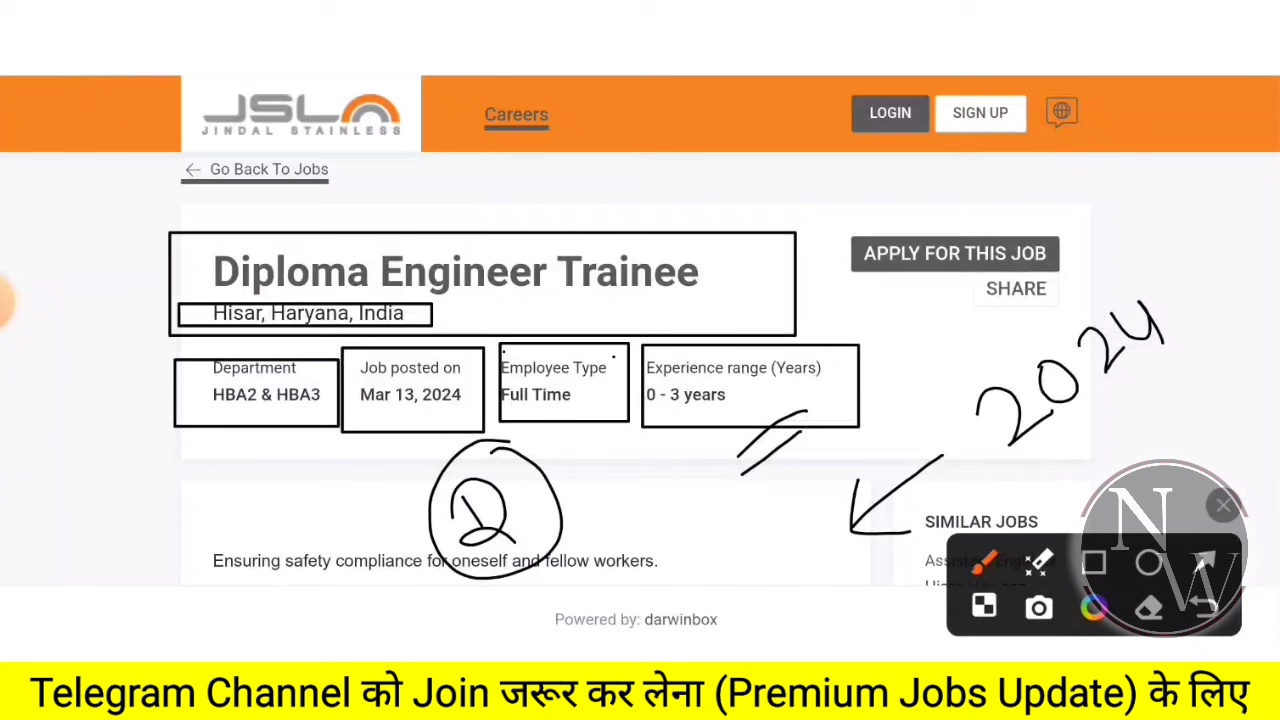 JSL
JINDAL STAINLESS
Careers
LOGIN
SIGN UP
Go Back To Jobs
Diploma Engineer Trainee
Hisar, Haryana, India
APPLY FOR THIS JOB
SHARE
Department
HBA2 & HBA3
Job posted on
Mar 13, 2024
Employee Type
Full Time
Experience range (Years)
0 - 3 years
2024
Ensuring safety compliance for oneself and fellow workers.
SIMILAR JOBS
N
W
Powered by: darwinbox
Telegram Channel को Join जरूर कर लेना (Premium Jobs Update) के लिए